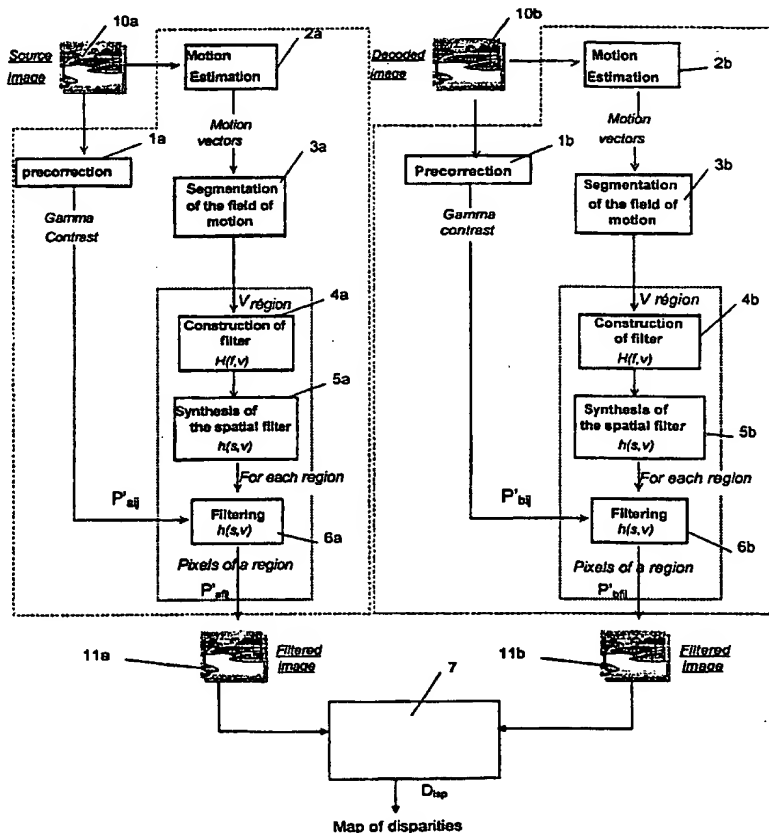 10a
Source
Image
2a
Motion
Estimation
Motion
vectors
1a
precorrection
Gamma
Contrast
3a
Segmentation
of the field of
motion
V région
4a
Construction of
filter
H(f,v)
5a
Synthesis of
the spatial filter
h(s,v)
For each region
P'aij
Filtering
h(s,v)
6a
Pixels of a region
P'afij
11a
Filtered
Image
10b
Decoded
Image
Motion
Estimation
2b
Motion
vectors
1b
Precorrection
Gamma
contrast
3b
Segmentation
of the field of
motion
V région
4b
Construction
of filter
H(f,v)
Synthesis of
the spatial filter
h(s,v)
5b
For each region
P'bij
Filtering
h(s,v)
6b
Pixels of a region
P'bfij
11b
Filtered
Image
7
Map of disparities